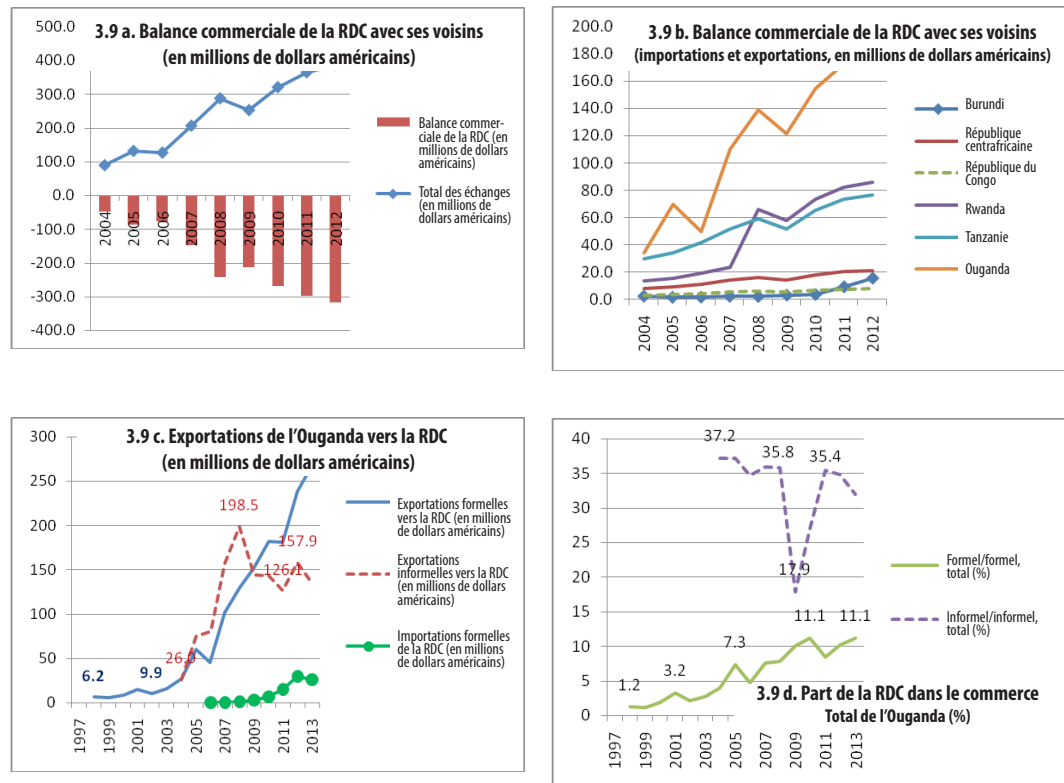 3.9 a. Balance commerciale de la RDC avec ses voisins
(en millions de dollars américains)
500.0
400.0
300.0
200.0
100.0
0.0
-100.0
-200.0
-300.0
-400.0
2004
2005
2006
2007
2008
2009
2010
2011
2012
Balance commer-
ciale de la RDC (en
millions de dollars
américains)
Total des échanges
(en millions de
dollars américains)
3.9 b. Balance commerciale de la RDC avec ses voisins
(importations et exportations, en millions de dollars américains)
200.0
180.0
160.0
140.0
120.0
100.0
80.0
60.0
40.0
20.0
0.0
2004
2005
2006
2007
2008
2009
2010
2011
2012
Burundi
République
centrafricaine
République du
Congo
Rwanda
Tanzanie
Ouganda
3.9 c. Exportations de l’Ouganda vers la RDC
(en millions de dollars américains)
300
250
200
150
100
50
0
198.5
157.9
126.1
26.6
6.2
9.9
1997
1999
2001
2003
2005
2007
2009
2011
2013
Exportations formelles
vers la RDC (en millions
de dollars américains)
Exportations
informelles vers la RDC
(en millions de dollars
américains)
Importations formelles
de la RDC (en millions
de dollars américains)
40
35
30
25
20
15
10
5
0
37.2
35.8
35.4
17.9
11.1
11.1
7.3
3.2
1.2
1997
1999
2001
2003
2005
2007
2009
2011
2013
Formel/formel,
total (%)
Informel/informel,
total (%)
3.9 d. Part de la RDC dans le commerce
Total de l’Ouganda (%)